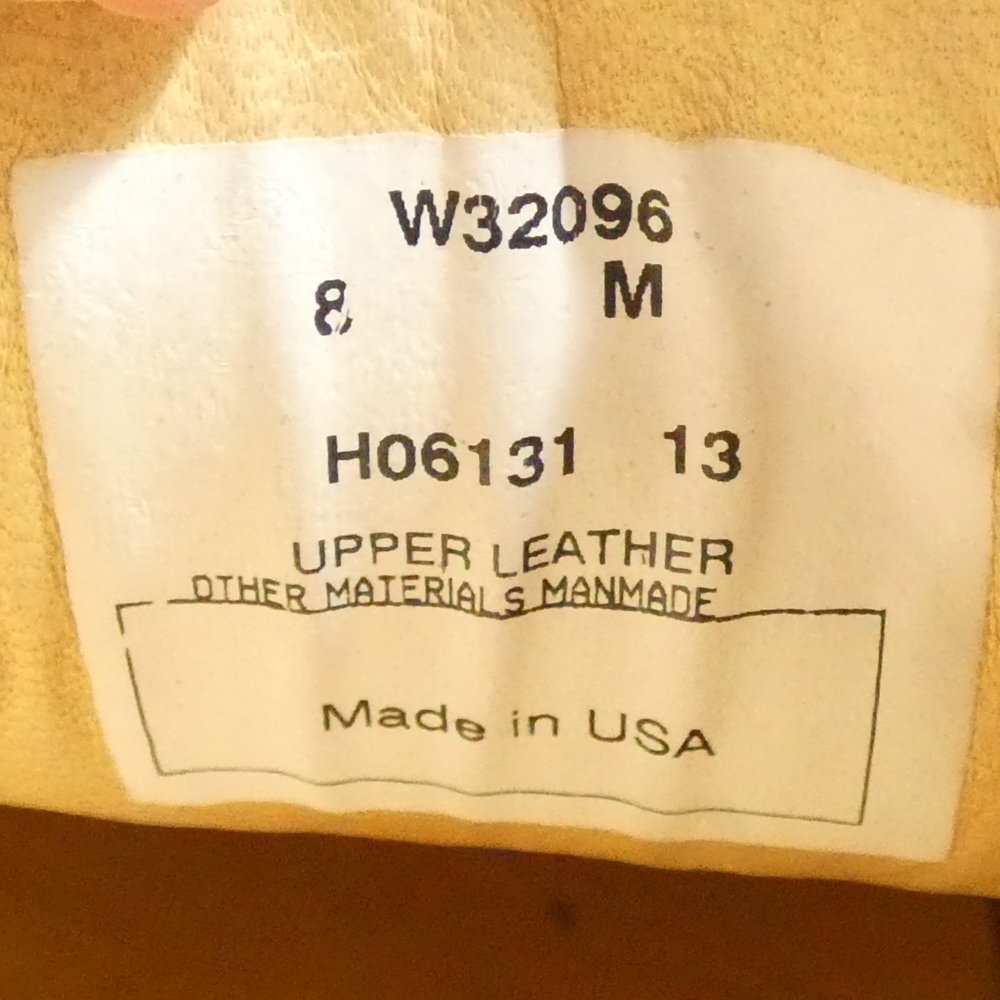 W32096
8 M
H06131 13
UPPER LEATHER
OTHER MATERIALS MANMADE
Made in USA